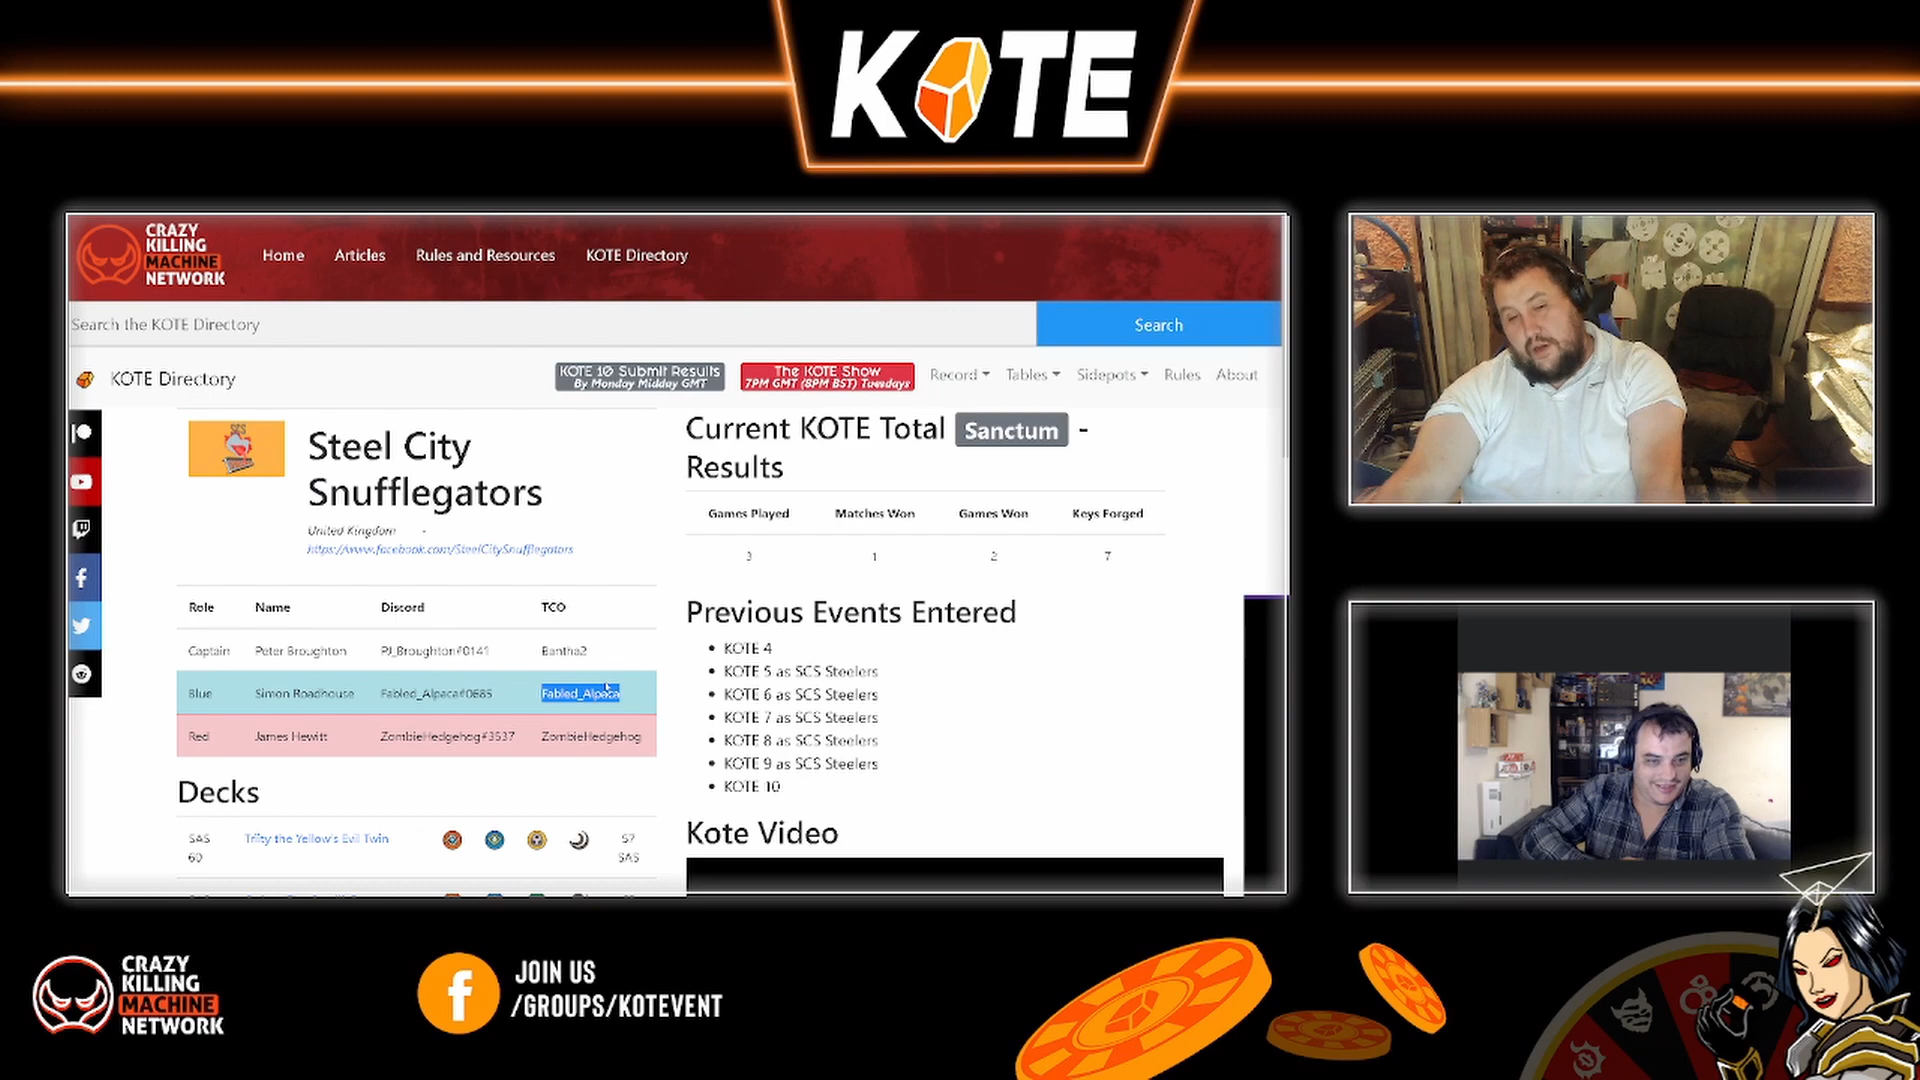 KOTE
CRAZY
KILLING
MACHINE
NETWORK
Home
Articles
Rules and Resources
KOTE Directory
Search the KOTE Directory
Search
KOTE Directory
KOTE 10 Submit Results
By Monday Midday GMT
The KOTE Show
7PM GMT (8PM BST) Tuesdays
Record
Tables
Sidepots
Rules
About
SCS
Steel City
Snufflegators
United Kingdom -
https://www.facebook.com/SteelCitySnufflegators
Role Name Discord TCO
Captain Peter Broughton PJ_Broughton#0141 Bantha2
Blue Simon Roadhouse Fabled_Alpaca#0685 Fabled_Alpaca
Red James Hewitt ZombieHedgehog#3537 ZombieHedgehog
Decks
SAS
60
Trifty the Yellow's Evil Twin
57
SAS
Current KOTE Total Sanctum -
Results
Games Played Matches Won Games Won Keys Forged
3 1 2 7
Previous Events Entered
• KOTE 4
• KOTE 5 as SCS Steelers
• KOTE 6 as SCS Steelers
• KOTE 7 as SCS Steelers
• KOTE 8 as SCS Steelers
• KOTE 9 as SCS Steelers
• KOTE 10
Kote Video
CRAZY
KILLING
MACHINE
NETWORK
JOIN US
/GROUPS/KOTEVENT